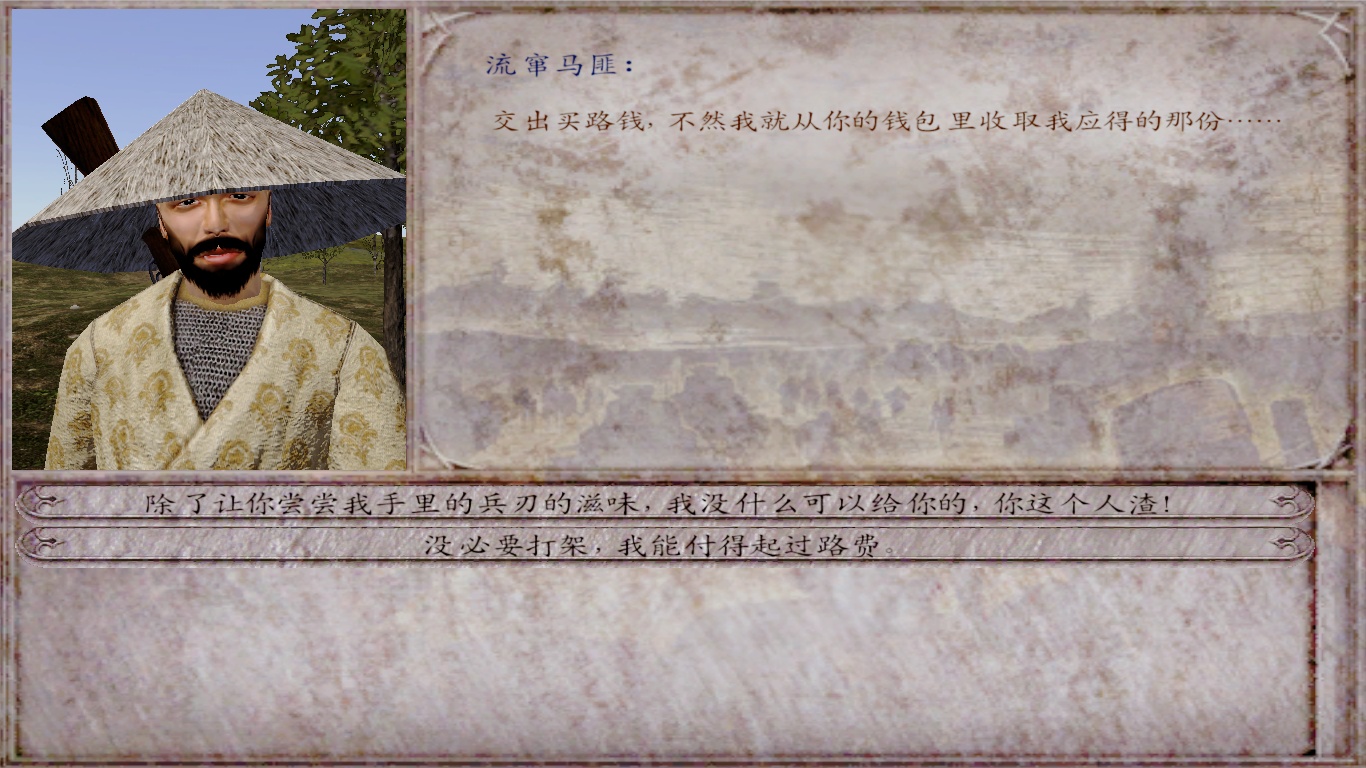 流窜马匪：
交出买路钱，不然我就从你的钱包里收取我应得的那份……
除了让你尝尝我手里的兵刃的滋味，我没什么可以给你的，你这个人渣！
没必要打架，我能付得起过路费。